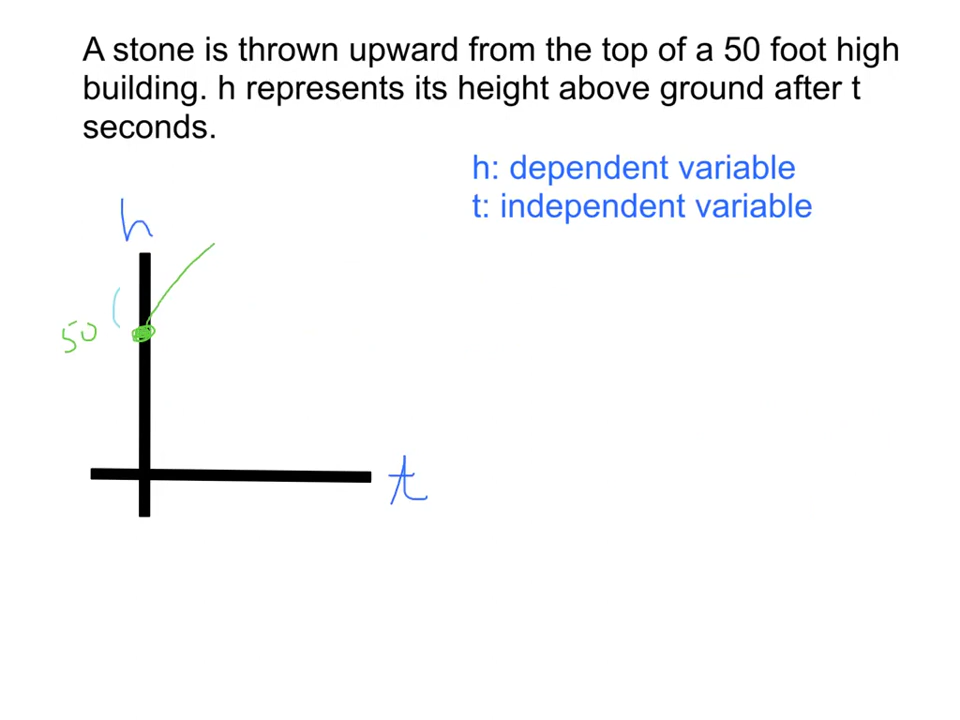 A stone is thrown upward from the top of a 50 foot high
building. h represents its height above ground after t
seconds.
h: dependent variable
t: independent variable
h
50
t